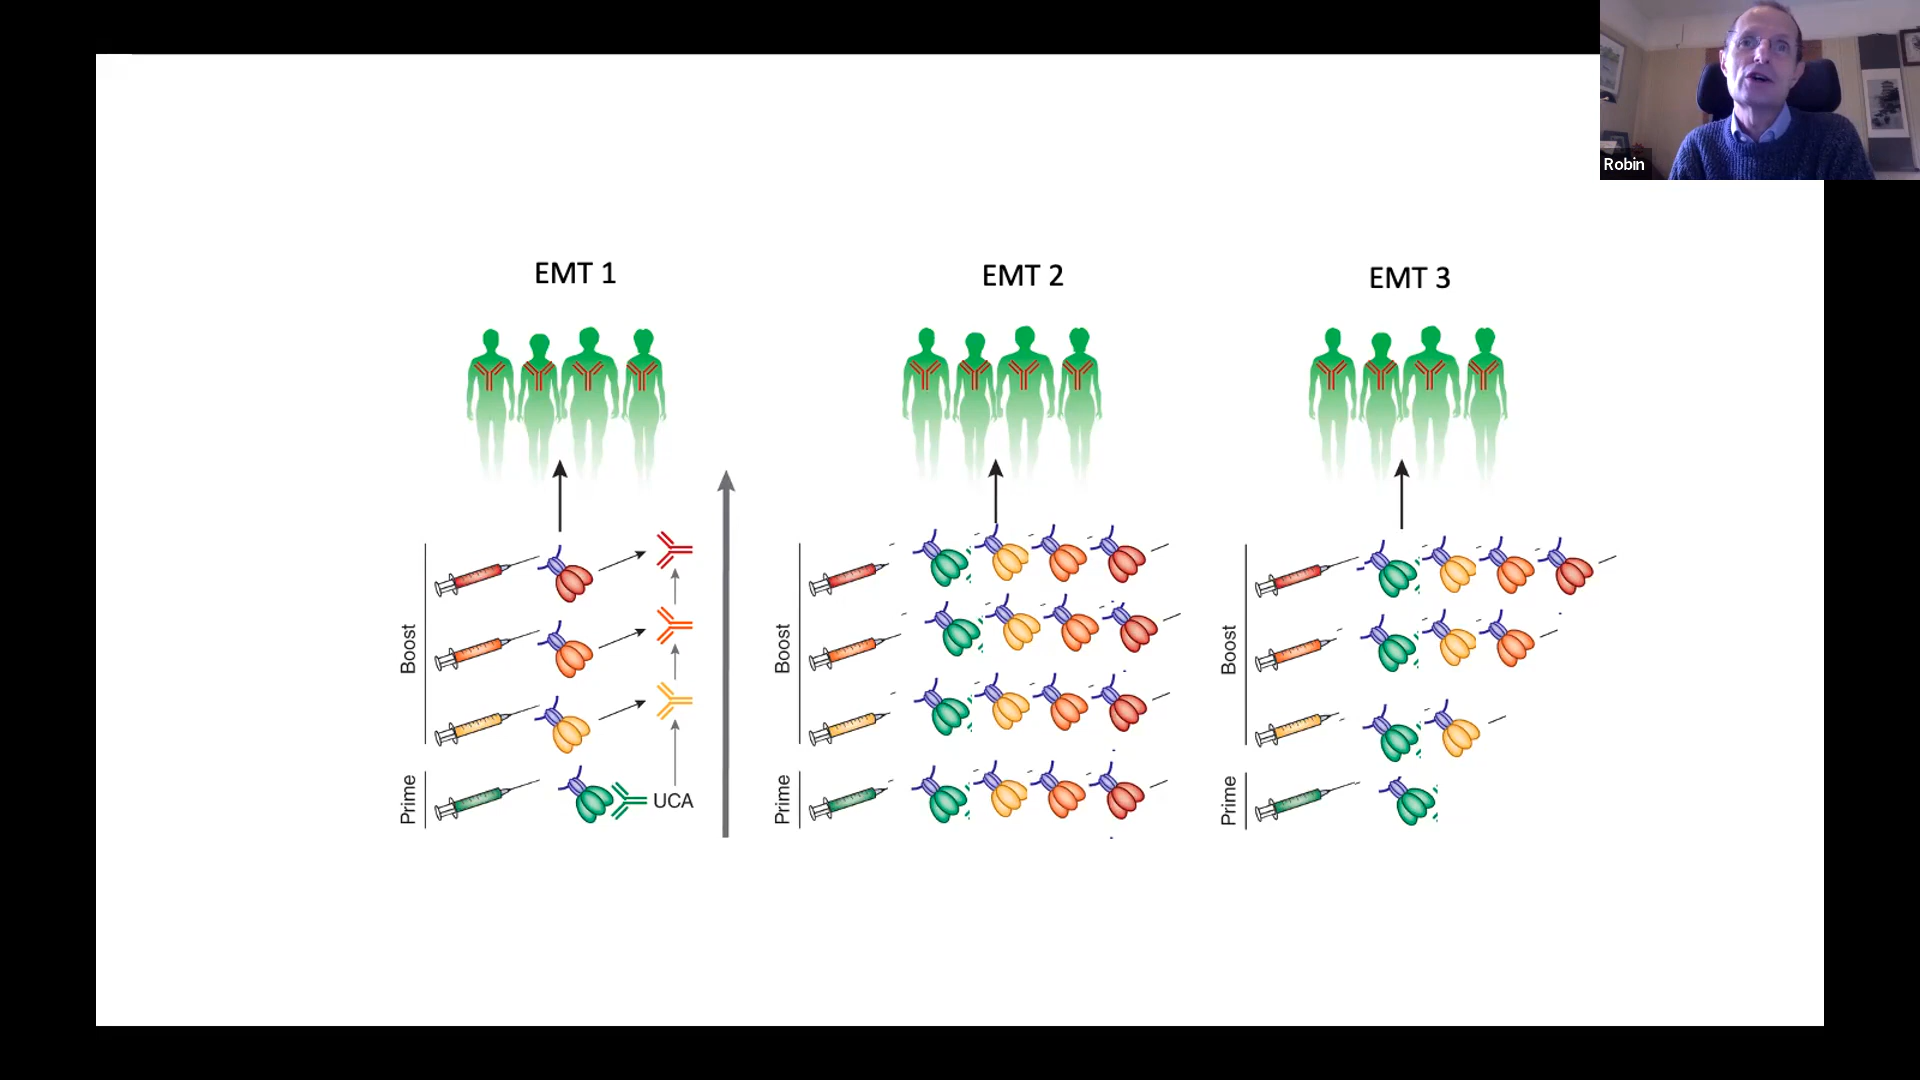 Robin
EMT 1
EMT 2
EMT 3
Boost
Prime
UCA
Boost
Prime
Boost
Prime